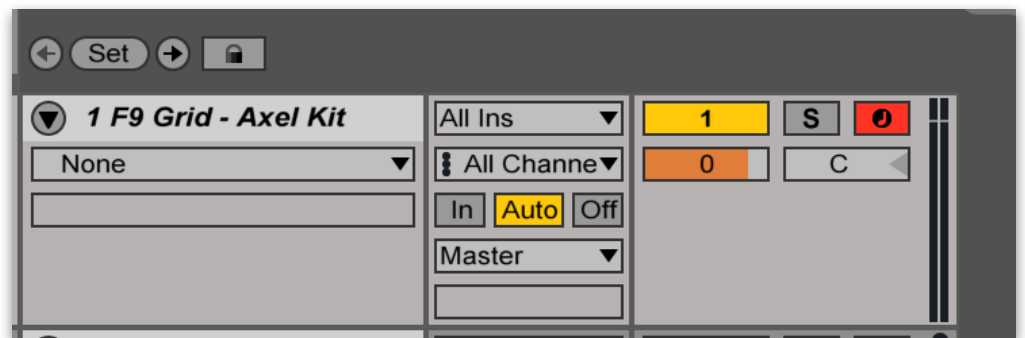 Set
1 F9 Grid - Axel Kit
All Ins
1
S
None
All Channe
0
C
In
Auto
Off
Master